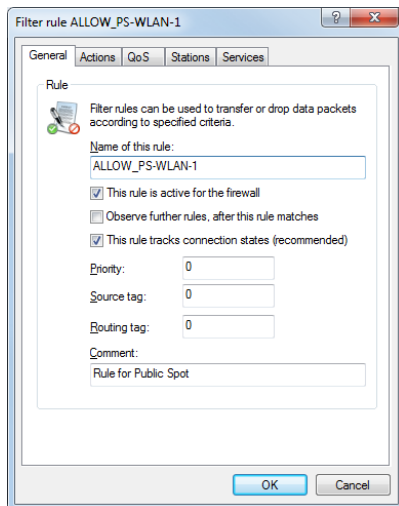 Filter rule ALLOW_PS-WLAN-1
General Actions QoS Stations Services
Rule
Filter rules can be used to transfer or drop data packets
according to specified criteria.
Name of this rule:
ALLOW_PS-WLAN-1
This rule is active for the firewall
Observe further rules, after this rule matches
This rule tracks connection states (recommended)
Priority: 0
Source tag: 0
Routing tag: 0
Comment:
Rule for Public Spot
OK Cancel